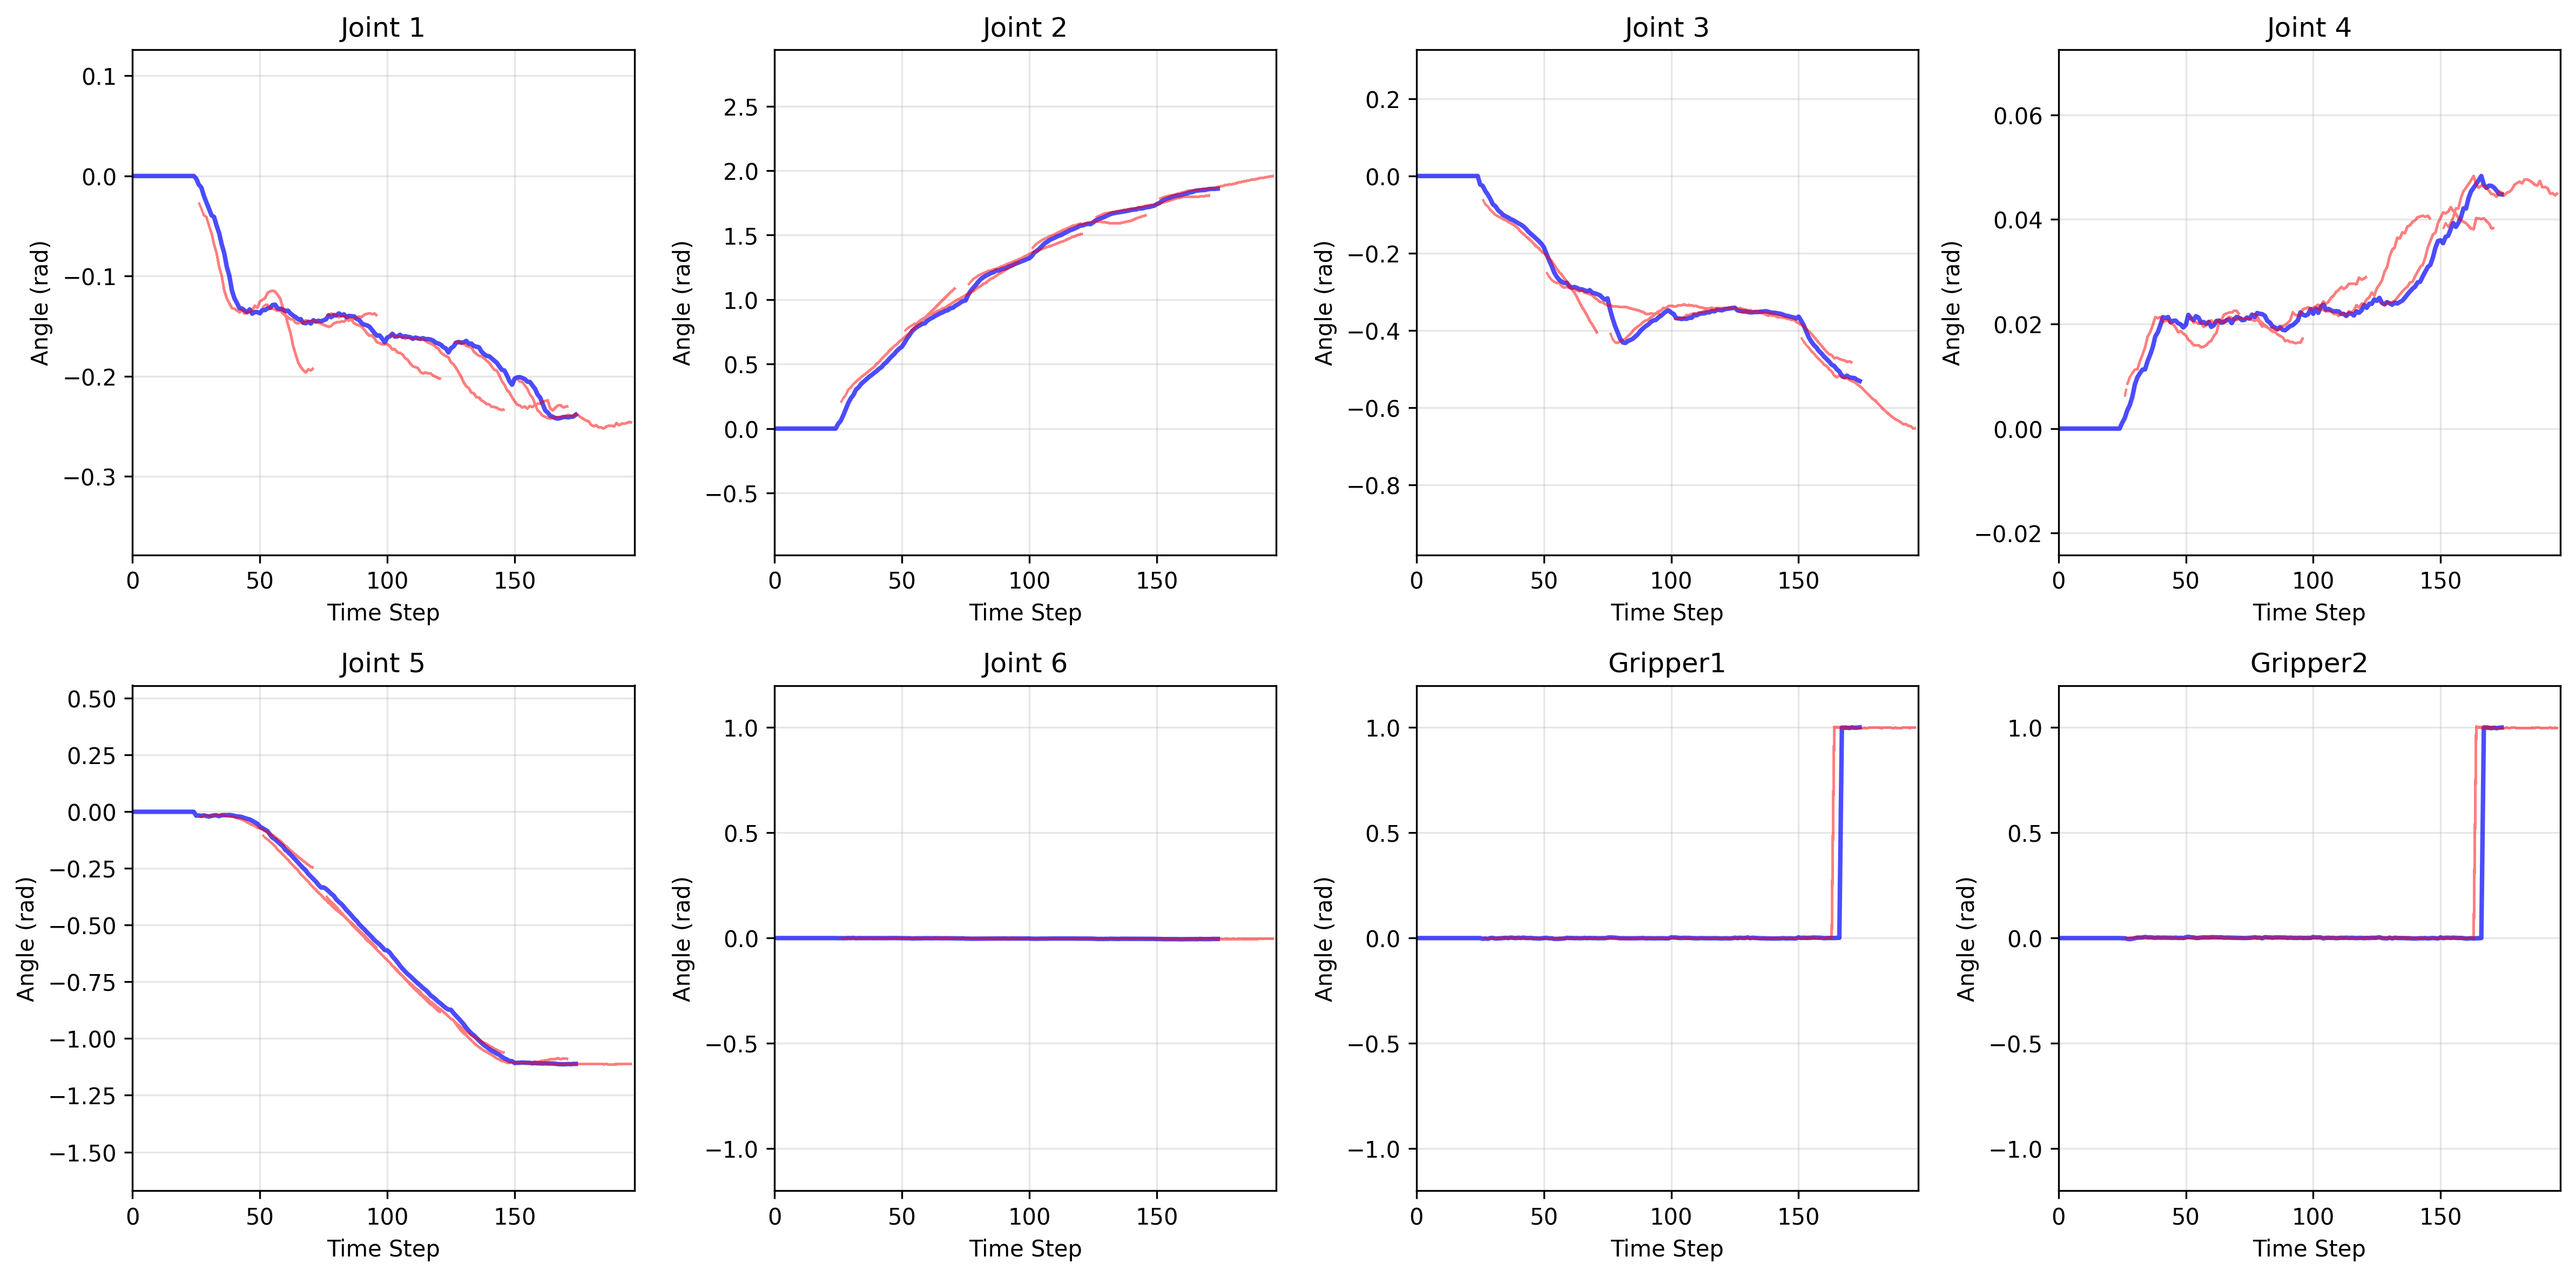 Joint 1
Angle (rad)
0.1
0.0
−0.1
−0.2
−0.3
0 50 100 150
Time Step
Joint 2
Angle (rad)
2.5
2.0
1.5
1.0
0.5
0.0
−0.5
0 50 100 150
Time Step
Joint 3
Angle (rad)
0.2
0.0
−0.2
−0.4
−0.6
−0.8
0 50 100 150
Time Step
Joint 4
Angle (rad)
0.06
0.04
0.02
0.00
−0.02
0 50 100 150
Time Step
Joint 5
Angle (rad)
0.50
0.25
0.00
−0.25
−0.50
−0.75
−1.00
−1.25
−1.50
0 50 100 150
Time Step
Joint 6
Angle (rad)
1.0
0.5
0.0
−0.5
−1.0
0 50 100 150
Time Step
Gripper1
Angle (rad)
1.0
0.5
0.0
−0.5
−1.0
0 50 100 150
Time Step
Gripper2
Angle (rad)
1.0
0.5
0.0
−0.5
−1.0
0 50 100 150
Time Step